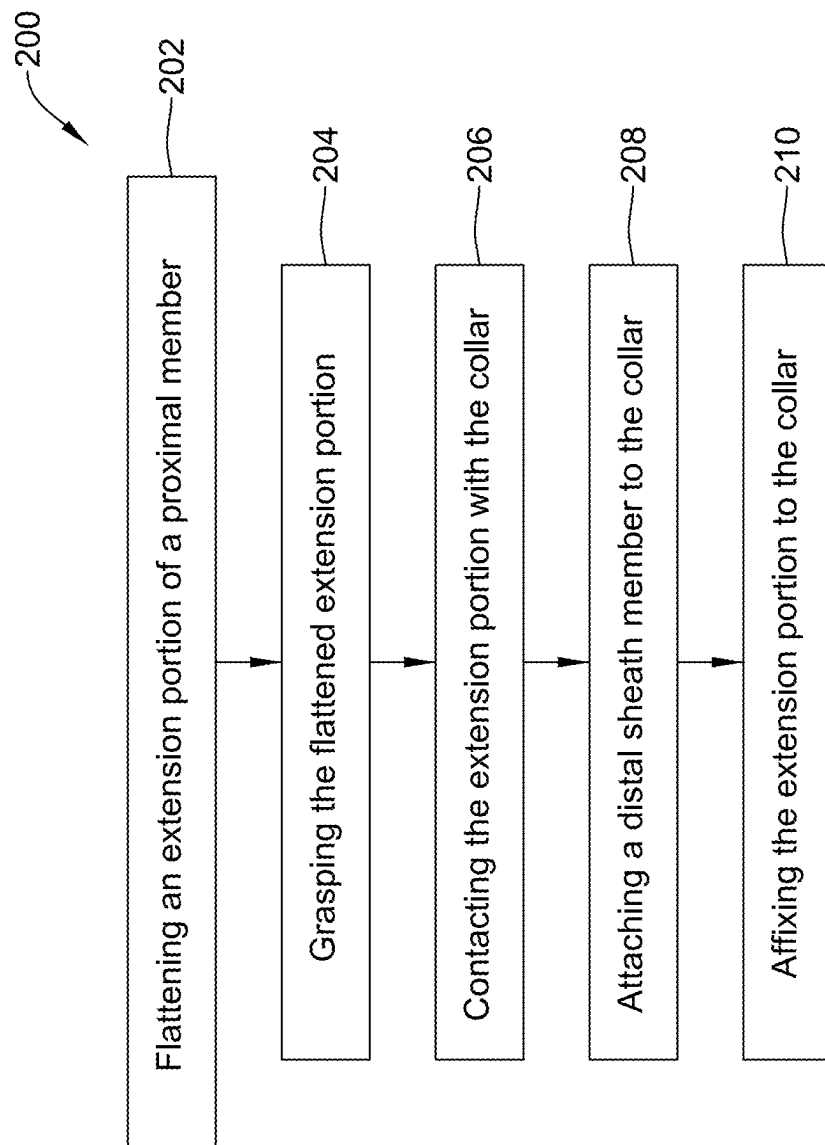 200
Flattening an extension portion of a proximal member
202
Grasping the flattened extension portion
204
Contacting the extension portion with the collar
206
Attaching a distal sheath member to the collar
208
Affixing the extension portion to the collar
210